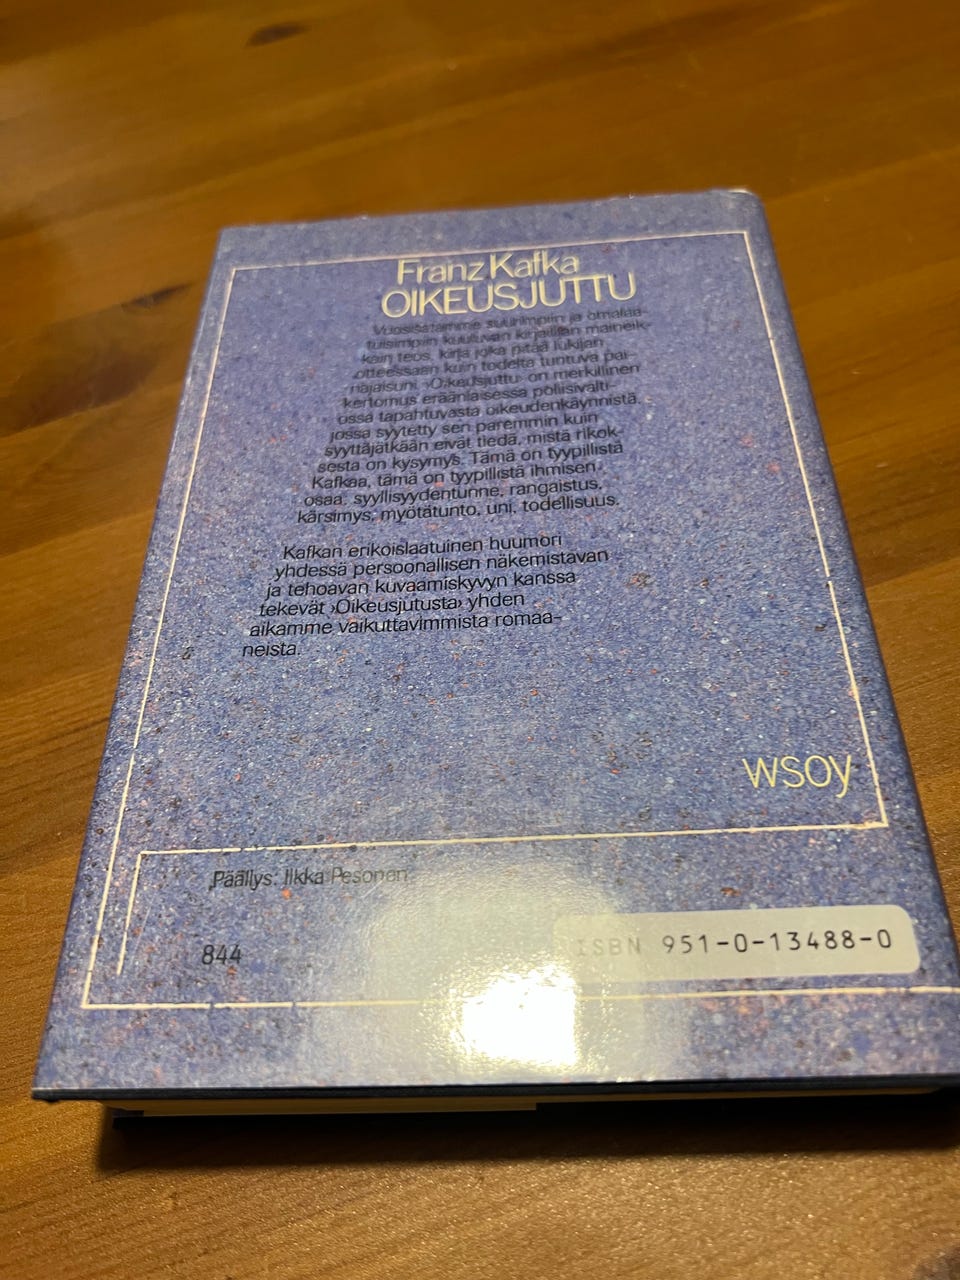 Franz Kafka
OIKEUSJUTTU
Vuosisatamme suurimpiin ja omalaa-
tuisimpiin kuuluvan kirjailijan maineik-
kain teos, kirja joka pitää lukijan
otteessaan kuin todelta tuntuva pai-
najaisuni. ›Oikeusjuttu› on merkillinen
kertomus eräänlaisessa poliisivalti-
ossa tapahtuvasta oikeudenkäynnistä,
jossa syytetty sen paremmin kuin
syyttäjätkään eivät tiedä, mistä rikok-
sesta on kysymys. Tämä on tyypillistä
Kafkaa, tämä on tyypillistä ihmisen
osaa: syyllisyydentunne, rangaistus,
kärsimys, myötätunto, uni, todellisuus.
Kafkan erikoislaatuinen huumori
yhdessä persoonallisen näkemistavan
ja tehoavan kuvaamiskyvyn kanssa
tekevät ›Oikeusjutusta› yhden
aikamme vaikuttavimmista romaa-
neista.
wsoy
Päällys: Ilkka Pesonen
844
ISBN 951-0-13488-0